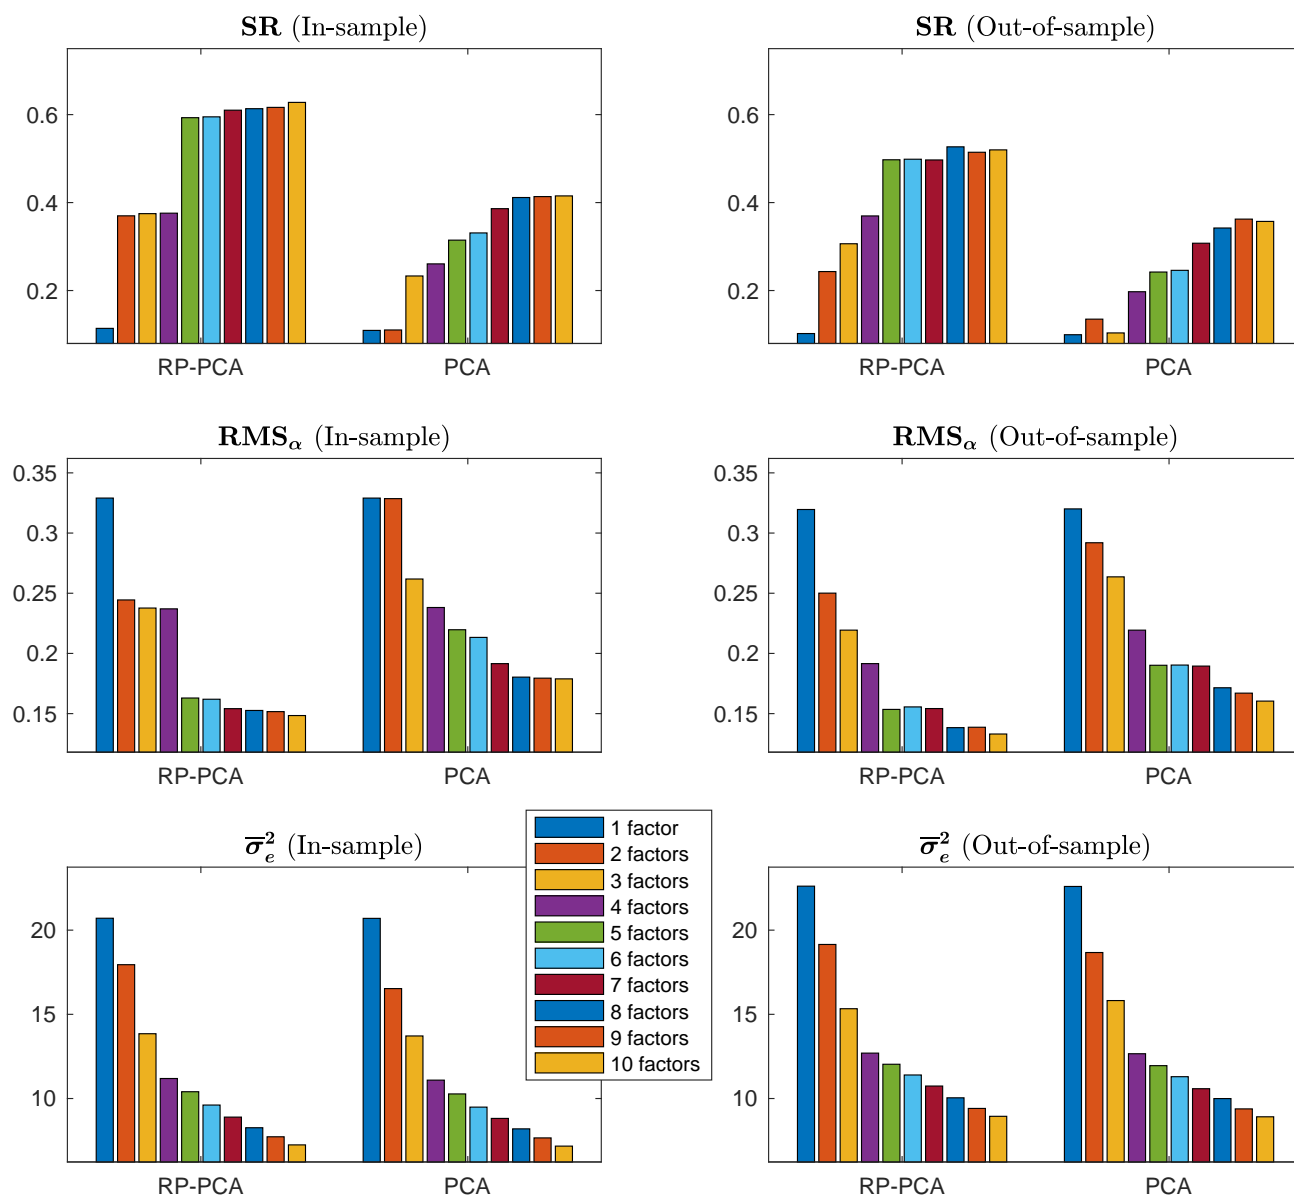 SR (In-sample)
0.6
0.4
0.2
RP-PCA PCA
SR (Out-of-sample)
0.6
0.4
0.2
RP-PCA PCA
RMSα (In-sample)
0.35
0.3
0.25
0.2
0.15
RP-PCA PCA
RMSα (Out-of-sample)
0.35
0.3
0.25
0.2
0.15
RP-PCA PCA
σ̅²ₑ (In-sample)
20
15
10
RP-PCA PCA
1 factor
2 factors
3 factors
4 factors
5 factors
6 factors
7 factors
8 factors
9 factors
10 factors
σ̅²ₑ (Out-of-sample)
20
15
10
RP-PCA PCA